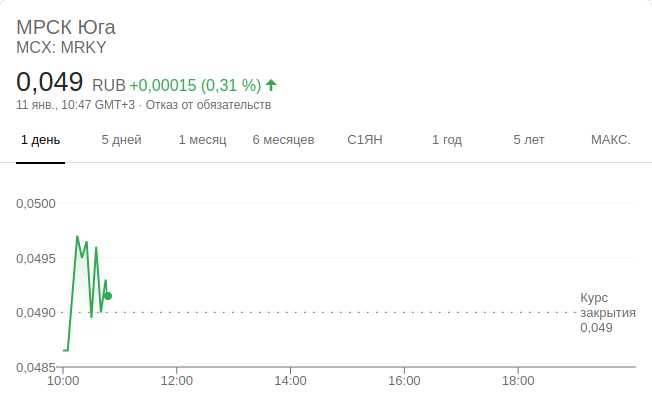 МРСК Юга
MCX: MRKY
0,049 RUB +0,00015 (0,31 %)
11 янв., 10:47 GMT+3 · Отказ от обязательств
1 день 5 дней 1 месяц 6 месяцев С1ЯН 1 год 5 лет МАКС.
0,0500
0,0495
0,0490
0,0485
Курс
закрытия
0,049
10:00 12:00 14:00 16:00 18:00